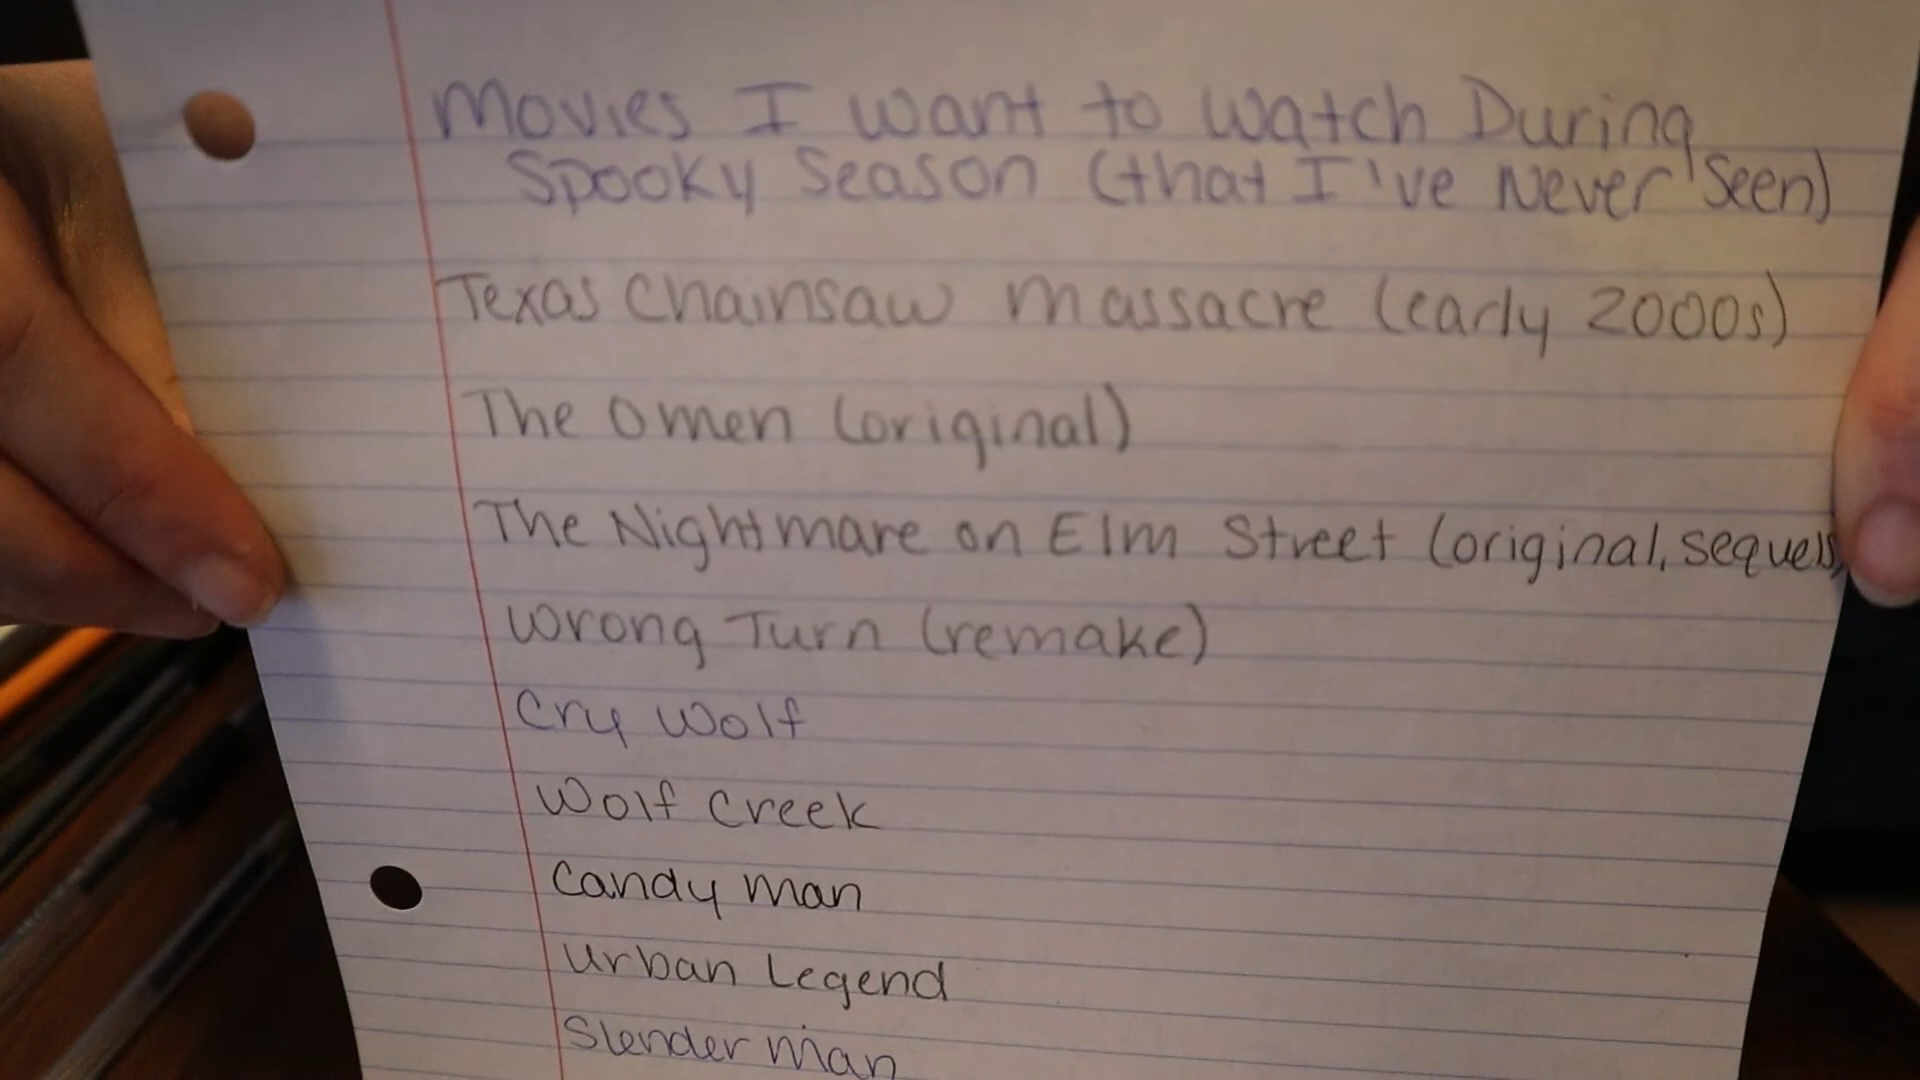 Movies I want to Watch During
Spooky Season (that I've Never Seen)
Texas Chainsaw Massacre (early 2000s)
The Omen (original)
The Nightmare on Elm Street (original, sequels)
Wrong Turn (remake)
Cry Wolf
Wolf Creek
Candy man
Urban Legend
Slender Man